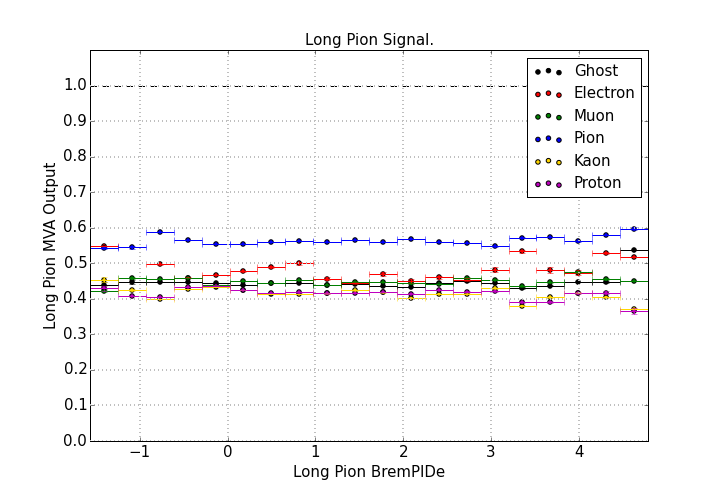 Long Pion Signal.
Long Pion MVA Output
1.0
0.9
0.8
0.7
0.6
0.5
0.4
0.3
0.2
0.1
0.0
Ghost
Electron
Muon
Pion
Kaon
Proton
−1
0
1
2
3
4
Long Pion BremPIDe